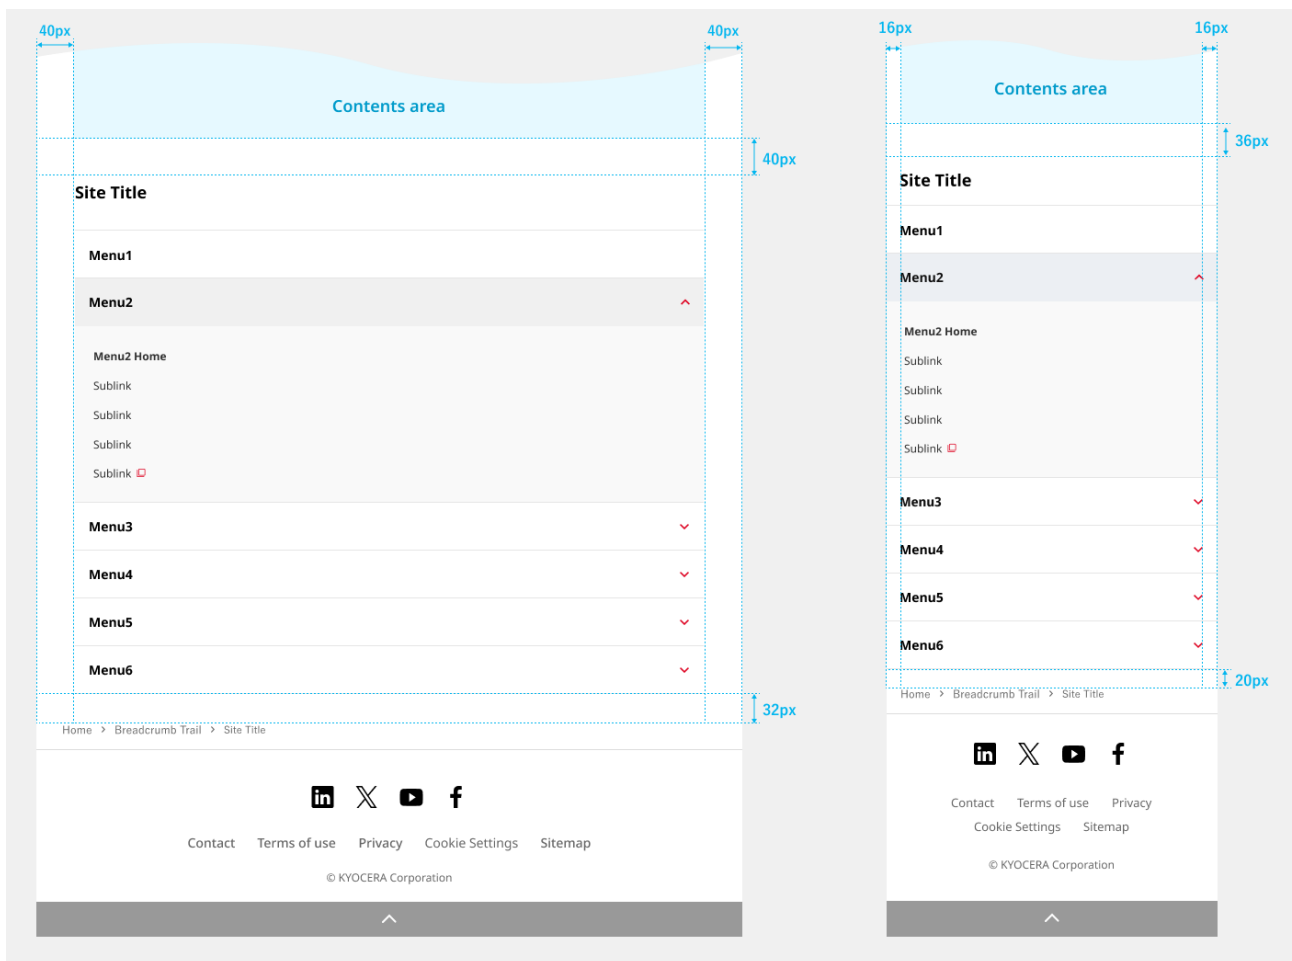 40px
40px
Contents area
40px
Site Title
Menu1
Menu2
Menu2 Home
Sublink
Sublink
Sublink
Sublink
Menu3
Menu4
Menu5
Menu6
32px
Home > Breadcrumb Trail > Site Title
in X f
Contact Terms of use Privacy Cookie Settings Sitemap
© KYOCERA Corporation
16px
16px
Contents area
36px
Site Title
Menu1
Menu2
Menu2 Home
Sublink
Sublink
Sublink
Sublink
Menu3
Menu4
Menu5
Menu6
20px
Home > Breadcrumb Trail > Site Title
in X f
Contact Terms of use Privacy
Cookie Settings Sitemap
© KYOCERA Corporation